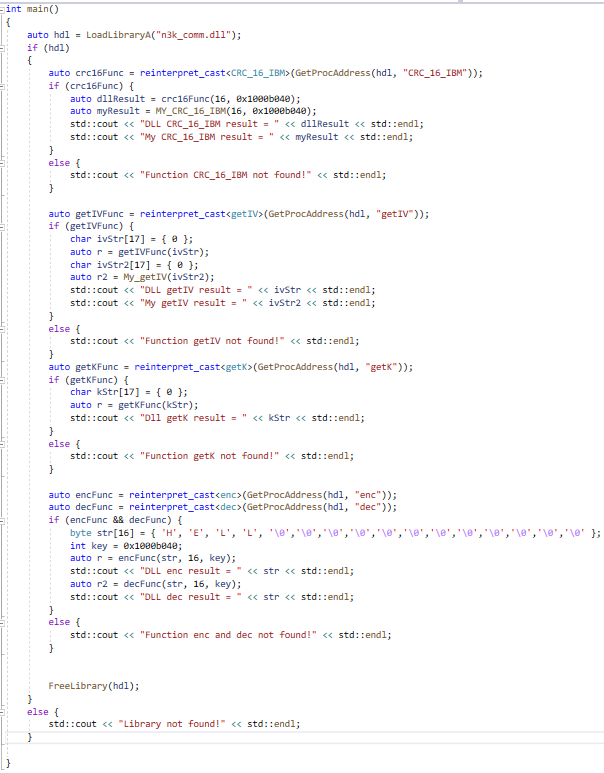 int main()
{
auto hdl = LoadLibraryA("n3k_comm.dll");
if (hdl)
{
auto crc16Func = reinterpret_cast<CRC_16_IBM>(GetProcAddress(hdl, "CRC_16_IBM"));
if (crc16Func) {
auto dllResult = crc16Func(16, 0x1000b040);
auto myResult = MY_CRC_16_IBM(16, 0x1000b040);
std::cout << "DLL CRC_16_IBM result = " << dllResult << std::endl;
std::cout << "My CRC_16_IBM result = " << myResult << std::endl;
}
else {
std::cout << "Function CRC_16_IBM not found!" << std::endl;
}
auto getIVFunc = reinterpret_cast<getIV>(GetProcAddress(hdl, "getIV"));
if (getIVFunc) {
char ivStr[17] = { 0 };
auto r = getIVFunc(ivStr);
char ivStr2[17] = { 0 };
auto r2 = My_getIV(ivStr2);
std::cout << "DLL getIV result = " << ivStr << std::endl;
std::cout << "My getIV result = " << ivStr2 << std::endl;
}
else {
std::cout << "Function getIV not found!" << std::endl;
}
auto getKFunc = reinterpret_cast<getK>(GetProcAddress(hdl, "getK"));
if (getKFunc) {
char kStr[17] = { 0 };
auto r = getKFunc(kStr);
std::cout << "Dll getK result = " << kStr << std::endl;
}
else {
std::cout << "Function getK not found!" << std::endl;
}
auto encFunc = reinterpret_cast<enc>(GetProcAddress(hdl, "enc"));
auto decFunc = reinterpret_cast<dec>(GetProcAddress(hdl, "dec"));
if (encFunc && decFunc) {
byte str[16] = { 'H', 'E', 'L', 'L', '\0','\0','\0','\0','\0','\0','\0','\0','\0','\0','\0','\0' };
int key = 0x1000b040;
auto r = encFunc(str, 16, key);
std::cout << "DLL enc result = " << str << std::endl;
auto r2 = decFunc(str, 16, key);
std::cout << "DLL dec result = " << str << std::endl;
}
else {
std::cout << "Function enc and dec not found!" << std::endl;
}
FreeLibrary(hdl);
}
else {
std::cout << "Library not found!" << std::endl;
}
}